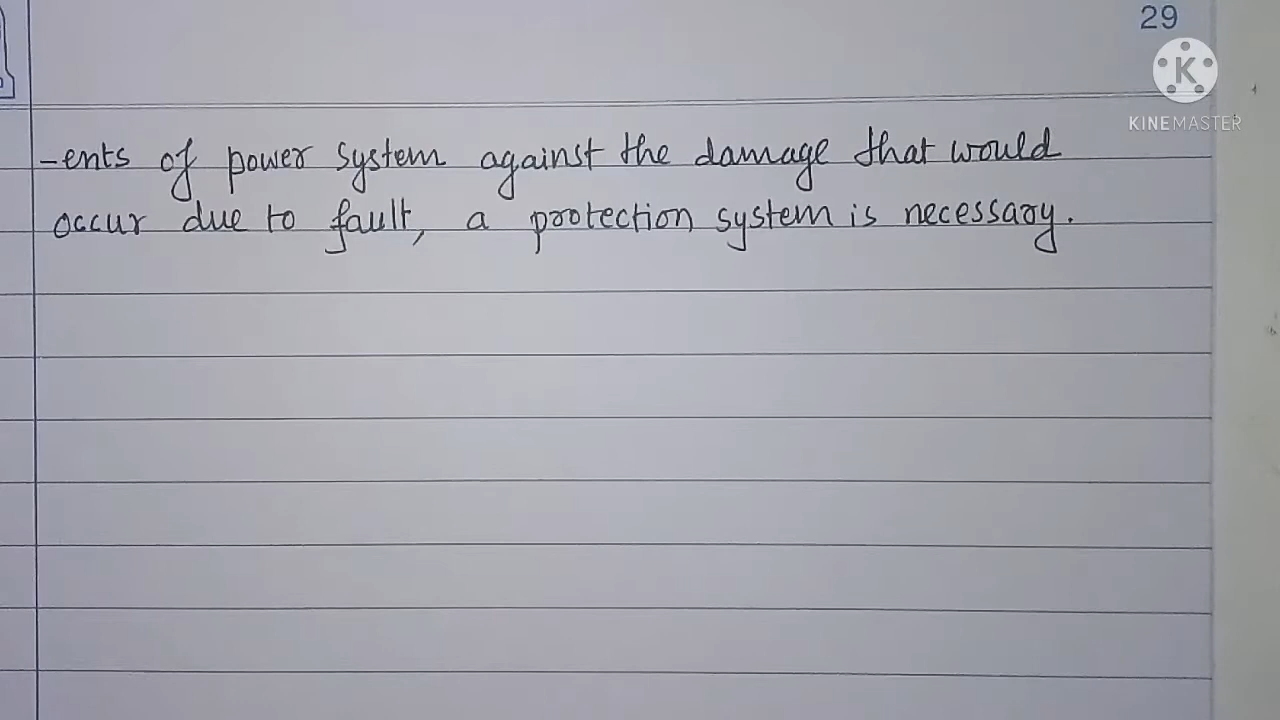 29
K
KINEMASTER
-ents of power system against the damage that would
occur due to fault, a protection system is necessary.